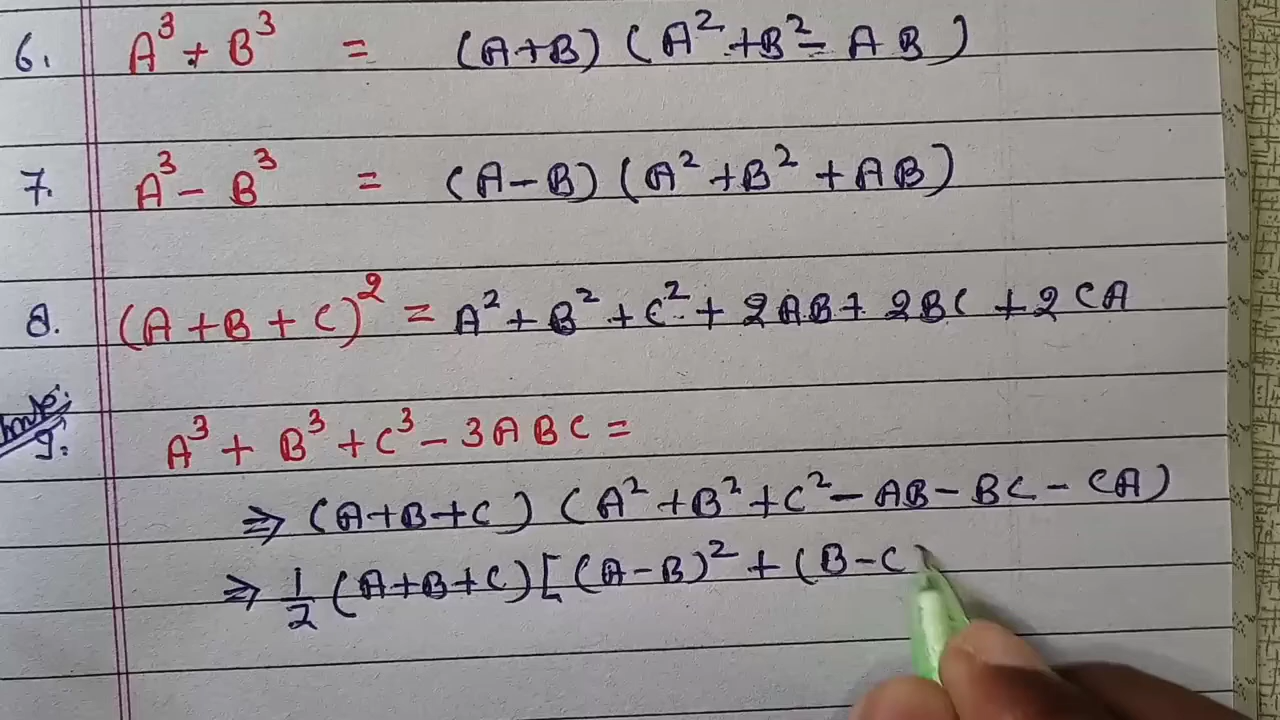 6. A³ + B³ = (A+B) (A² + B² - AB)
7. A³ - B³ = (A-B) (A² + B² + AB)
8. (A + B + C)² = A² + B² + C² + 2AB + 2BC + 2CA
9. A³ + B³ + C³ - 3ABC =
⇒ (A+B+C) (A² + B² + C² - AB - BC - CA)
⇒ 1/2 (A+B+C) [(A-B)² + (B-C)